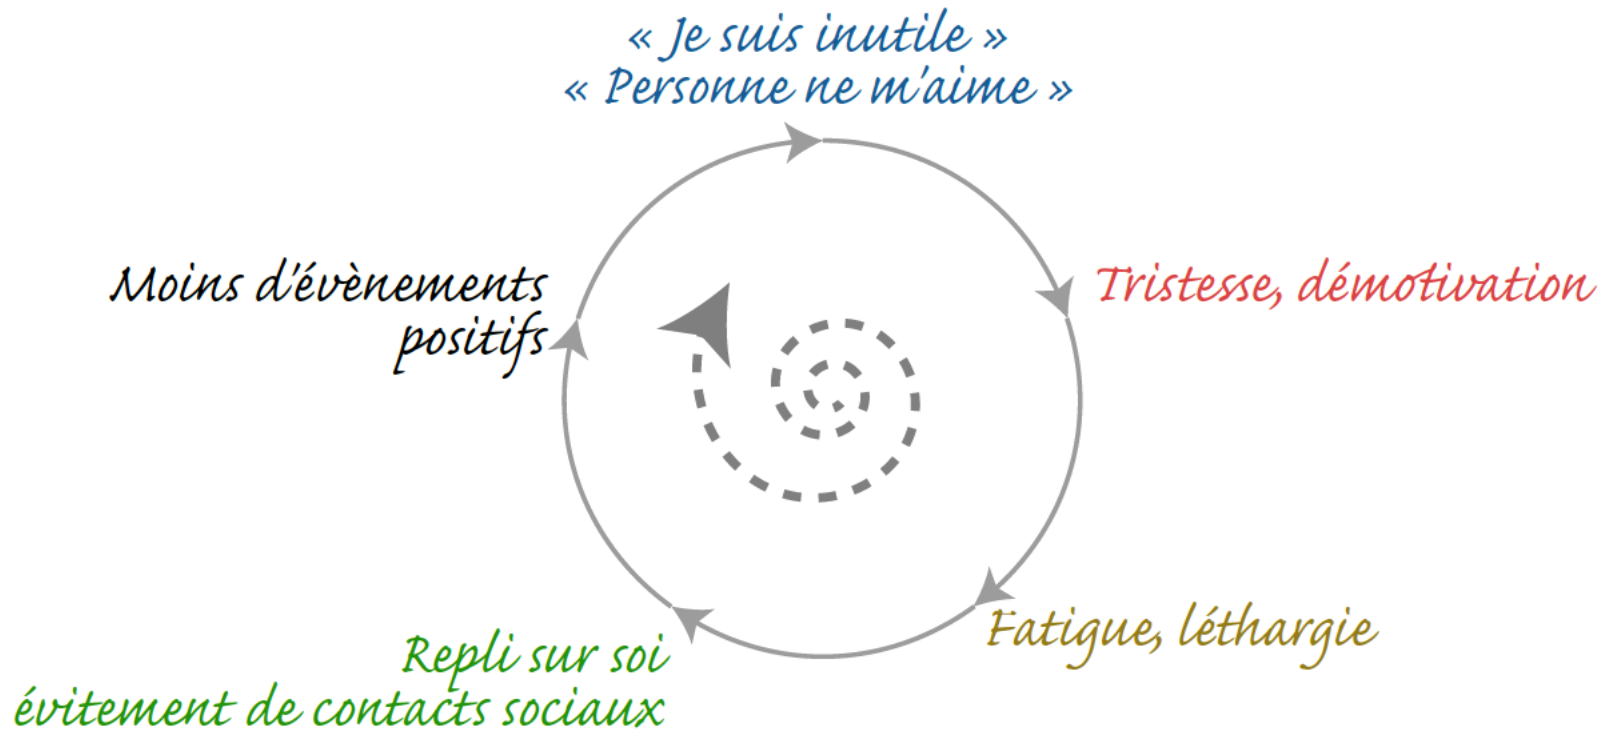 « Je suis inutile »
« Personne ne m'aime »
Moins d'évènements
positifs
Tristesse, démotivation
Fatigue, léthargie
Repli sur soi
évitement de contacts sociaux